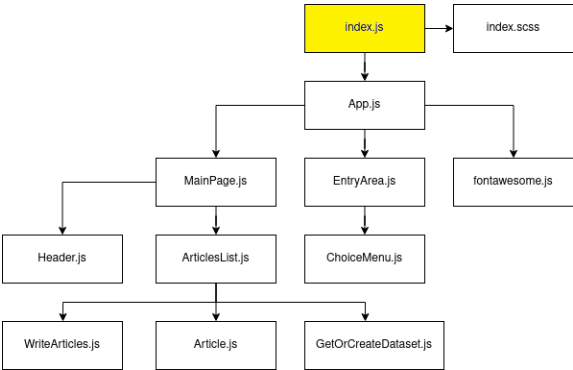 index.js
index.scss
App.js
MainPage.js
EntryArea.js
fontawesome.js
Header.js
ArticlesList.js
ChoiceMenu.js
WriteArticles.js
Article.js
GetOrCreateDataset.js